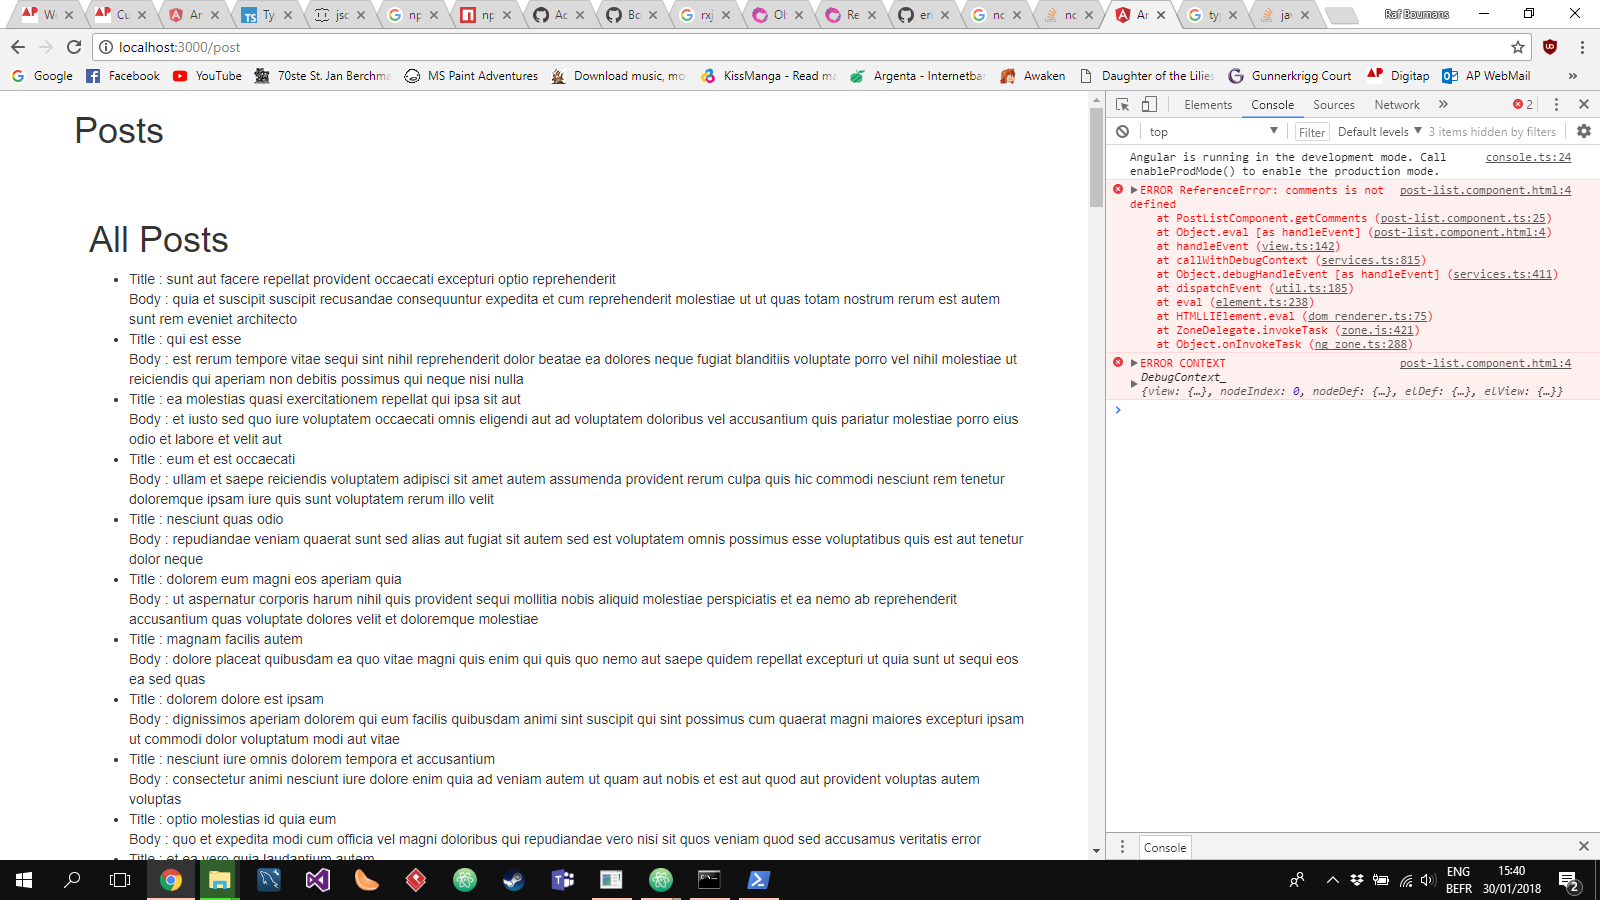 W
Cu
Ar
Ty
jsc
np
np
Ac
Bc
rxj
Ol
Re
err
nc
nc
Ar
ty
ja
Raf Boumans
localhost:3000/post
Google
Facebook
YouTube
70ste St. Jan Berchma
MS Paint Adventures
Download music, mo
KissManga - Read ma
Argenta - Internetbar
Awaken
Daughter of the Lilies
Gunnerkrigg Court
Digitap
AP WebMail
»
Posts
All Posts
• Title : sunt aut facere repellat provident occaecati excepturi optio reprehenderit
Body : quia et suscipit suscipit recusandae consequuntur expedita et cum reprehenderit molestiae ut ut quas totam nostrum rerum est autem
sunt rem eveniet architecto
• Title : qui est esse
Body : est rerum tempore vitae sequi sint nihil reprehenderit dolor beatae ea dolores neque fugiat blanditiis voluptate porro vel nihil molestiae ut
reiciendis qui aperiam non debitis possimus qui neque nisi nulla
• Title : ea molestias quasi exercitationem repellat qui ipsa sit aut
Body : et iusto sed quo iure voluptatem occaecati omnis eligendi aut ad voluptatem doloribus vel accusantium quis pariatur molestiae porro eius
odio et labore et velit aut
• Title : eum et est occaecati
Body : ullam et saepe reiciendis voluptatem adipisci sit amet autem assumenda provident rerum culpa quis hic commodi nesciunt rem tenetur
doloremque ipsam iure quis sunt voluptatem rerum illo velit
• Title : nesciunt quas odio
Body : repudiandae veniam quaerat sunt sed alias aut fugiat sit autem sed est voluptatem omnis possimus esse voluptatibus quis est aut tenetur
dolor neque
• Title : dolorem eum magni eos aperiam quia
Body : ut aspernatur corporis harum nihil quis provident sequi mollitia nobis aliquid molestiae perspiciatis et ea nemo ab reprehenderit
accusantium quas voluptate dolores velit et doloremque molestiae
• Title : magnam facilis autem
Body : dolore placeat quibusdam ea quo vitae magni quis enim qui quis quo nemo aut saepe quidem repellat excepturi ut quia sunt ut sequi eos
ea sed quas
• Title : dolorem dolore est ipsam
Body : dignissimos aperiam dolorem qui eum facilis quibusdam animi sint suscipit qui sint possimus cum quaerat magni maiores excepturi ipsam
ut commodi dolor voluptatum modi aut vitae
• Title : nesciunt iure omnis dolorem tempora et accusantium
Body : consectetur animi nesciunt iure dolore enim quia ad veniam autem ut quam aut nobis et est aut quod aut provident voluptas autem
voluptas
• Title : optio molestias id quia eum
Body : quo et expedita modi cum officia vel magni doloribus qui repudiandae vero nisi sit quos veniam quod sed accusamus veritatis error
• Title : et ea vero quia laudantium autem
Elements Console Sources Network » 2
top Filter Default levels 3 items hidden by filters
Angular is running in the development mode. Call console.ts:24
enableProdMode() to enable the production mode.
ERROR ReferenceError: comments is not post-list.component.html:4
defined
at PostListComponent.getComments (post-list.component.ts:25)
at Object.eval [as handleEvent] (post-list.component.html:4)
at handleEvent (view.ts:142)
at callWithDebugContext (services.ts:815)
at Object.debugHandleEvent [as handleEvent] (services.ts:411)
at dispatchEvent (util.ts:185)
at eval (element.ts:238)
at HTMLLIElement.eval (dom_renderer.ts:75)
at ZoneDelegate.invokeTask (zone.js:421)
at Object.onInvokeTask (ng_zone.ts:288)
ERROR CONTEXT post-list.component.html:4
DebugContext_
{view: {…}, nodeIndex: 0, nodeDef: {…}, elDef: {…}, elView: {…}}
Console
ENG
BEFR
15:40
30/01/2018
2